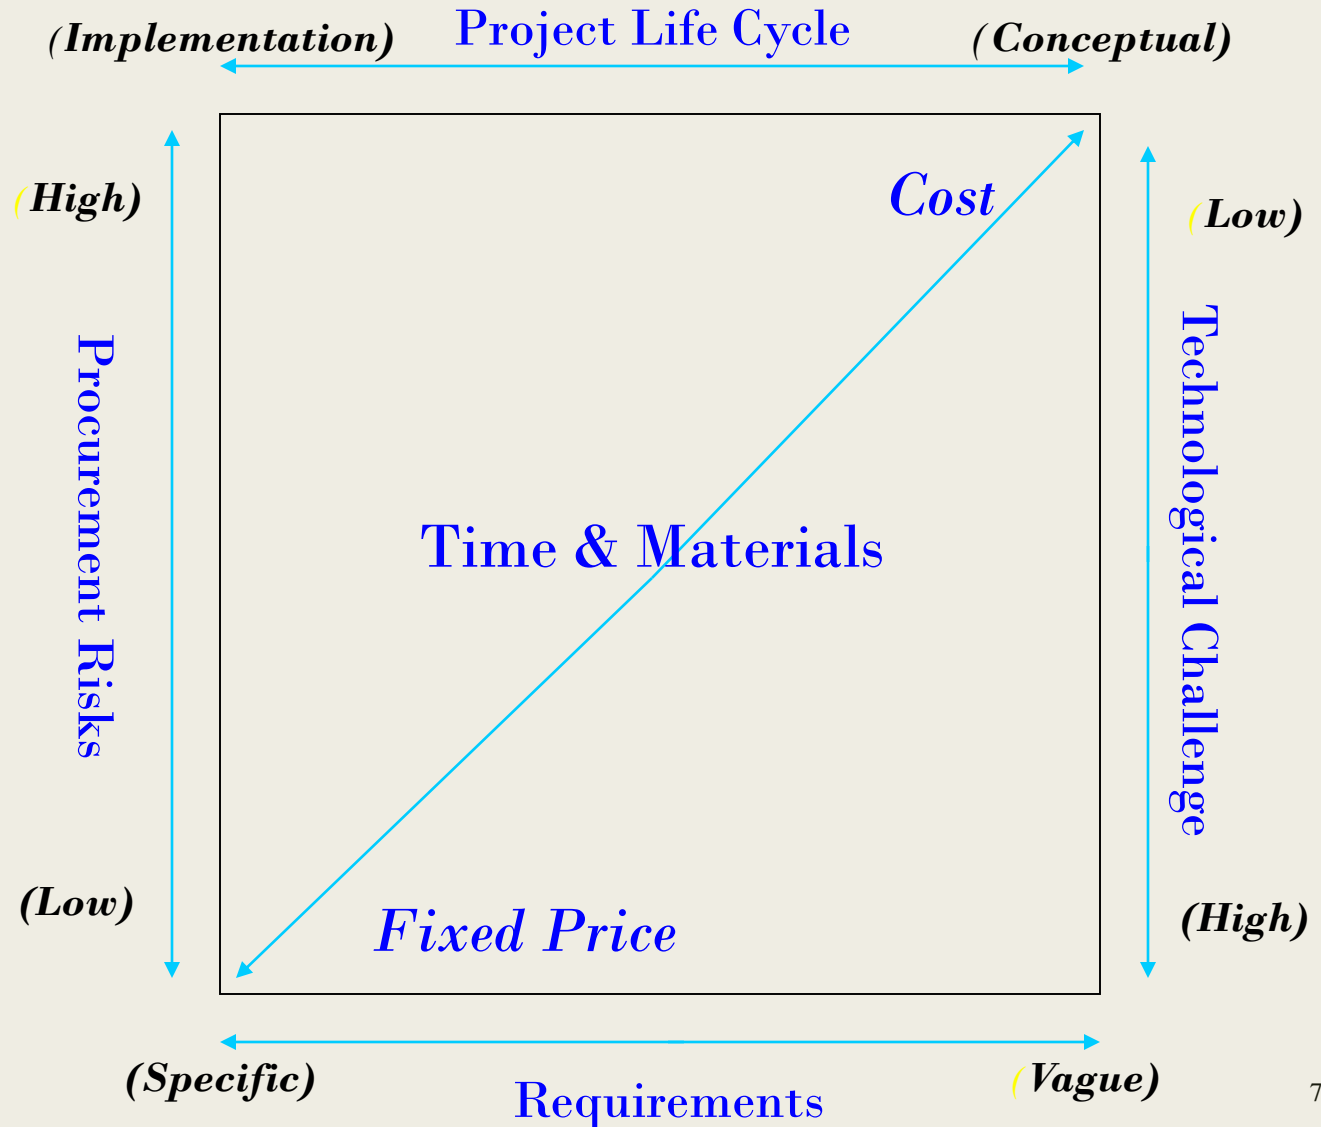 Project Life Cycle
(Implementation)
(Conceptual)
(High)
Cost
(Low)
Procurement Risks
Technological Challenge
Time & Materials
(Low)
Fixed Price
(High)
(Specific)
(Vague)
Requirements
7